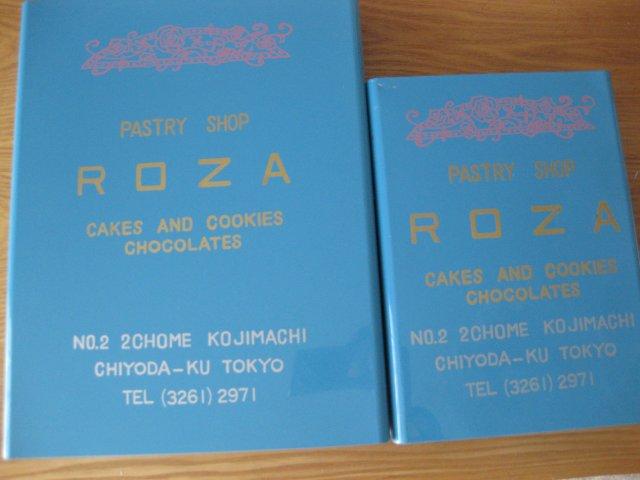 PASTRY SHOP
ROZA
CAKES AND COOKIES
CHOCOLATES
NO.2 2CHOME KOJIMACHI
CHIYODA-KU TOKYO
TEL (3261) 2971
PASTRY SHOP
ROZA
CAKES AND COOKIES
CHOCOLATES
NO.2 2CHOME KOJIMACHI
CHIYODA-KU TOKYO
TEL (3261) 2971